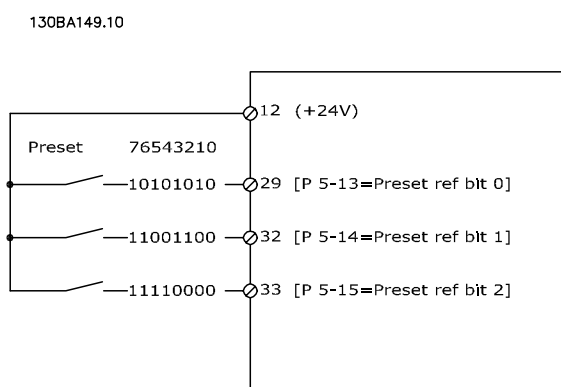 130BA149.10
12 (+24V)
Preset 76543210
10101010 29 [P 5-13=Preset ref bit 0]
11001100 32 [P 5-14=Preset ref bit 1]
11110000 33 [P 5-15=Preset ref bit 2]